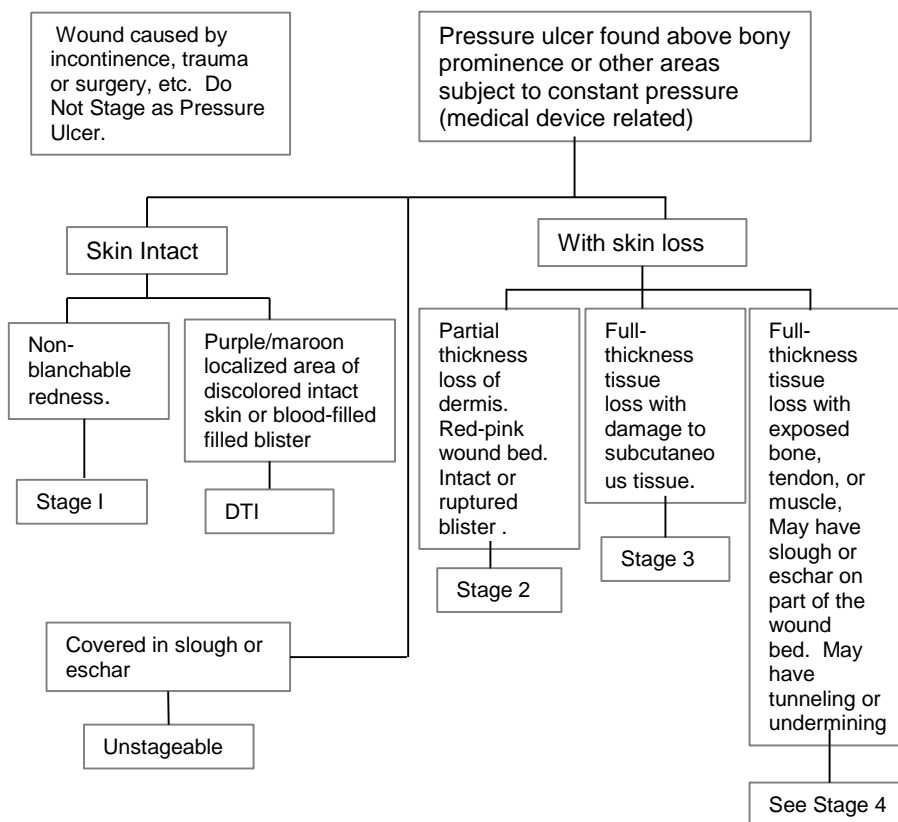 Wound caused by
incontinence, trauma
or surgery, etc.  Do
Not Stage as Pressure
Ulcer.
Pressure ulcer found above bony
prominence or other areas
subject to constant pressure
(medical device related)
Skin Intact
With skin loss
Non-
blanchable
redness.
Purple/maroon
localized area of
discolored intact
skin or blood-filled
filled blister
Partial
thickness
loss of
dermis.
Red-pink
wound bed.
Intact or
ruptured
blister .
Full-
thickness
tissue
loss with
damage to
subcutaneo
us tissue.
Full-
thickness
tissue
loss with
exposed
bone,
tendon, or
muscle,
May have
slough or
eschar on
part of the
wound
bed.  May
have
tunneling or
undermining
Stage I
DTI
Stage 2
Stage 3
Covered in slough or
eschar
Unstageable
See Stage 4